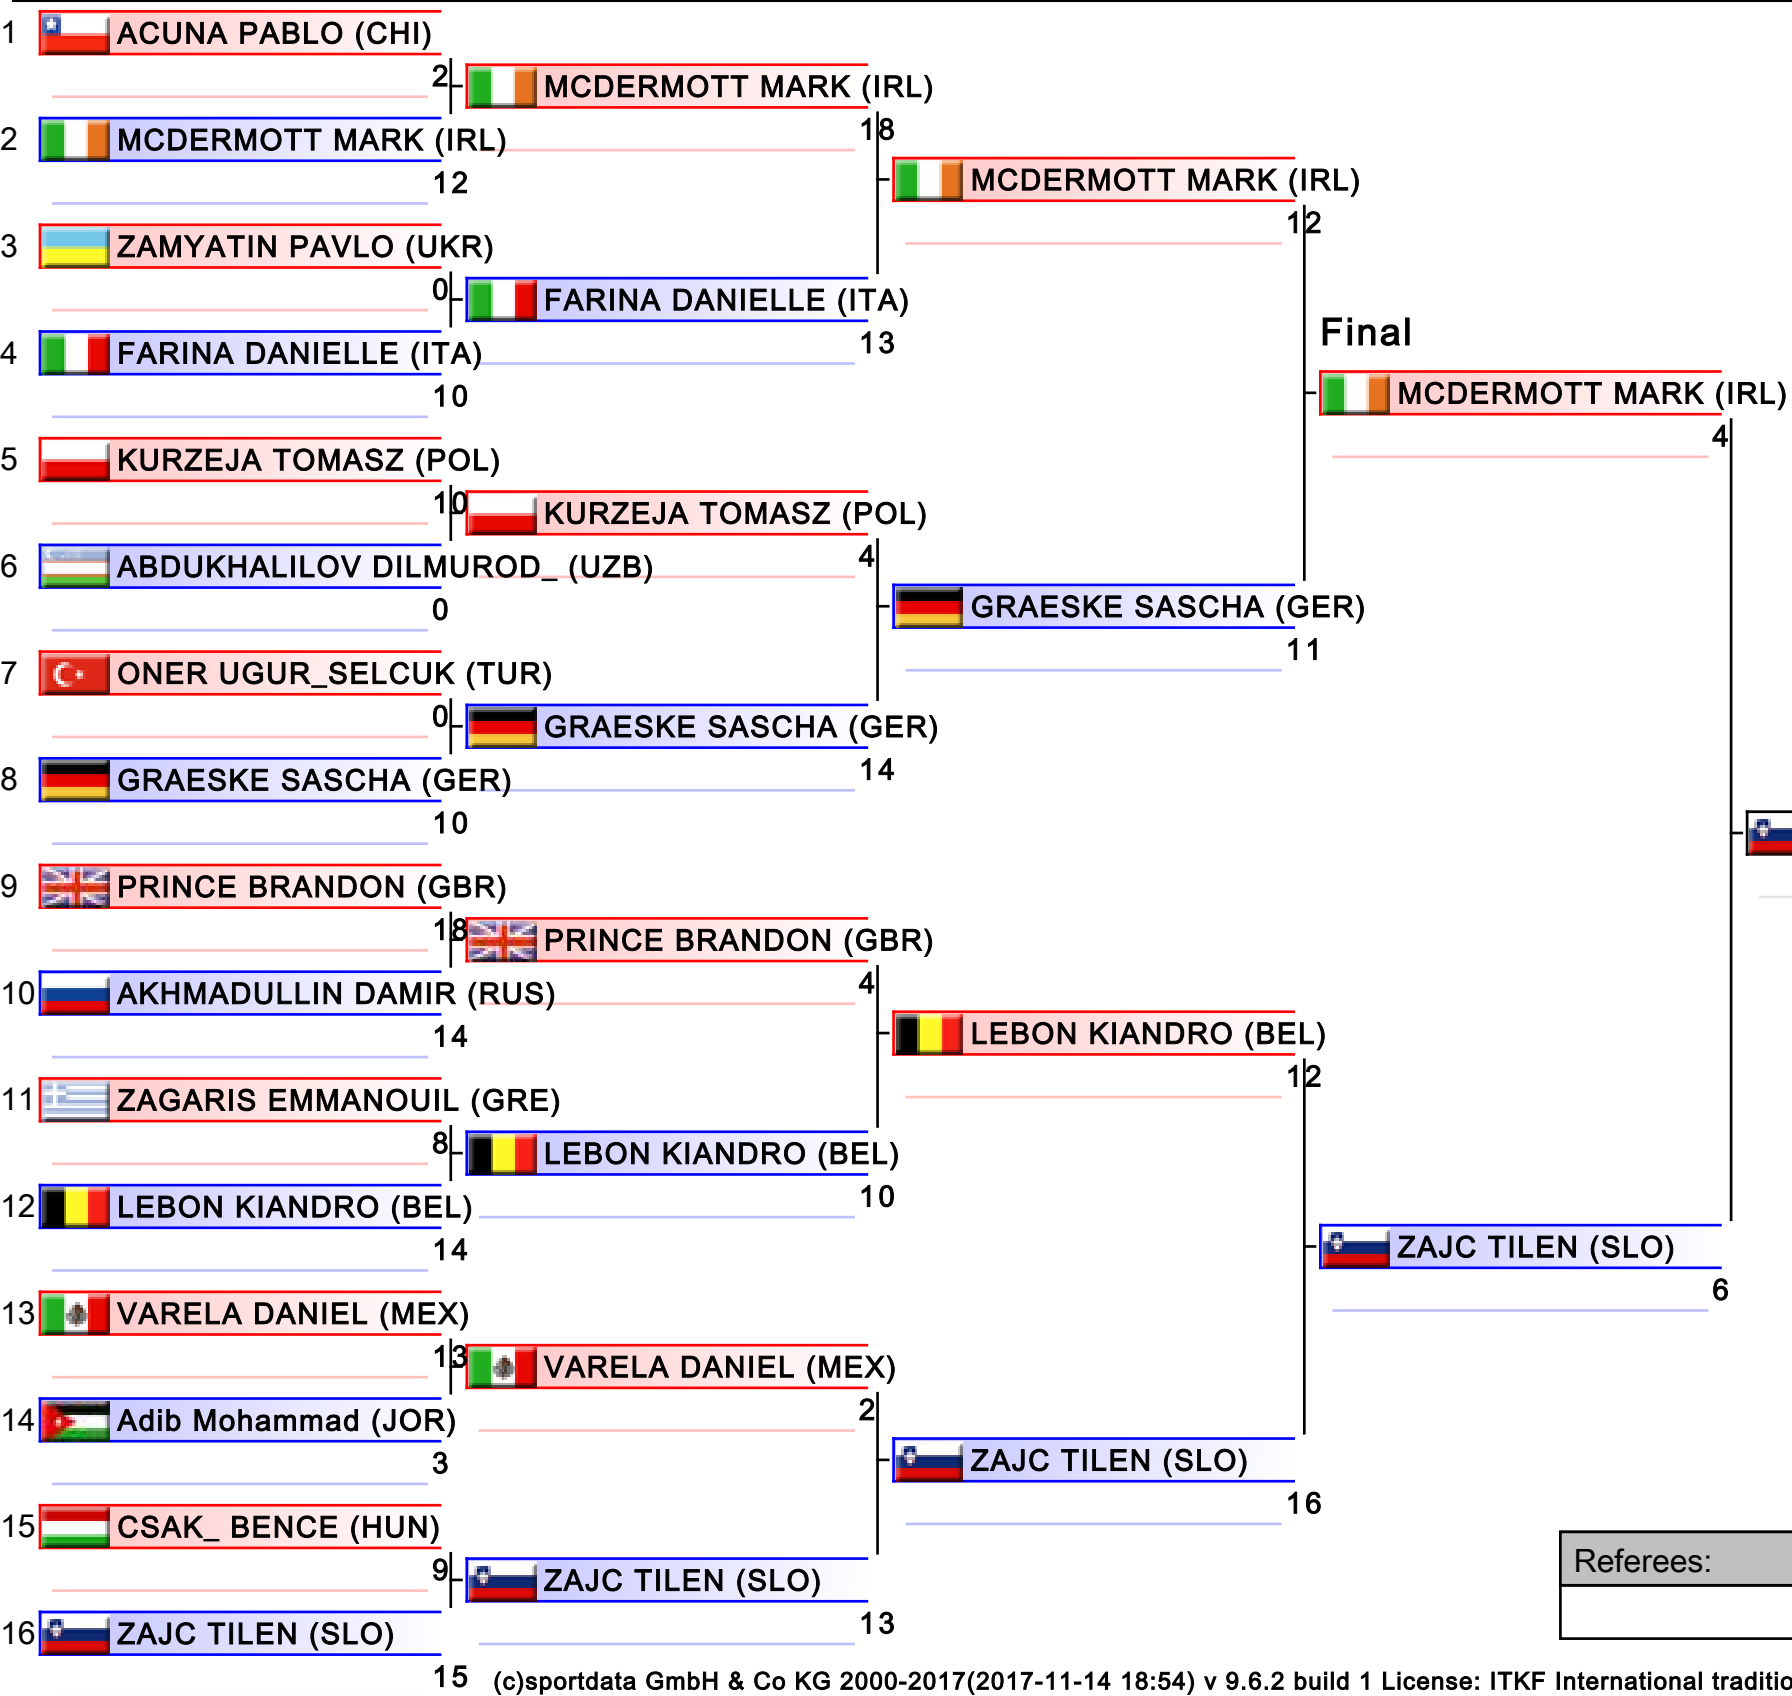 1 ACUNA PABLO (CHI)
2
MCDERMOTT MARK (IRL)
18
2 MCDERMOTT MARK (IRL)
12
MCDERMOTT MARK (IRL)
12
3 ZAMYATIN PAVLO (UKR)
0
FARINA DANIELLE (ITA)
13
4 FARINA DANIELLE (ITA)
10
Final
MCDERMOTT MARK (IRL)
4
5 KURZEJA TOMASZ (POL)
10
KURZEJA TOMASZ (POL)
4
6 ABDUKHALILOV DILMUROD_ (UZB)
0
GRAESKE SASCHA (GER)
11
7 ONER UGUR_SELCUK (TUR)
0
GRAESKE SASCHA (GER)
14
8 GRAESKE SASCHA (GER)
10
9 PRINCE BRANDON (GBR)
18
PRINCE BRANDON (GBR)
4
10 AKHMADULLIN DAMIR (RUS)
14
LEBON KIANDRO (BEL)
12
11 ZAGARIS EMMANOUIL (GRE)
8
LEBON KIANDRO (BEL)
10
12 LEBON KIANDRO (BEL)
14
ZAJC TILEN (SLO)
6
13 VARELA DANIEL (MEX)
13
VARELA DANIEL (MEX)
2
14 Adib Mohammad (JOR)
3
ZAJC TILEN (SLO)
16
15 CSAK_ BENCE (HUN)
9
ZAJC TILEN (SLO)
13
16 ZAJC TILEN (SLO)
15
Referees:
(c)sportdata GmbH & Co KG 2000-2017(2017-11-14 18:54) v 9.6.2 build 1 License: ITKF International traditio